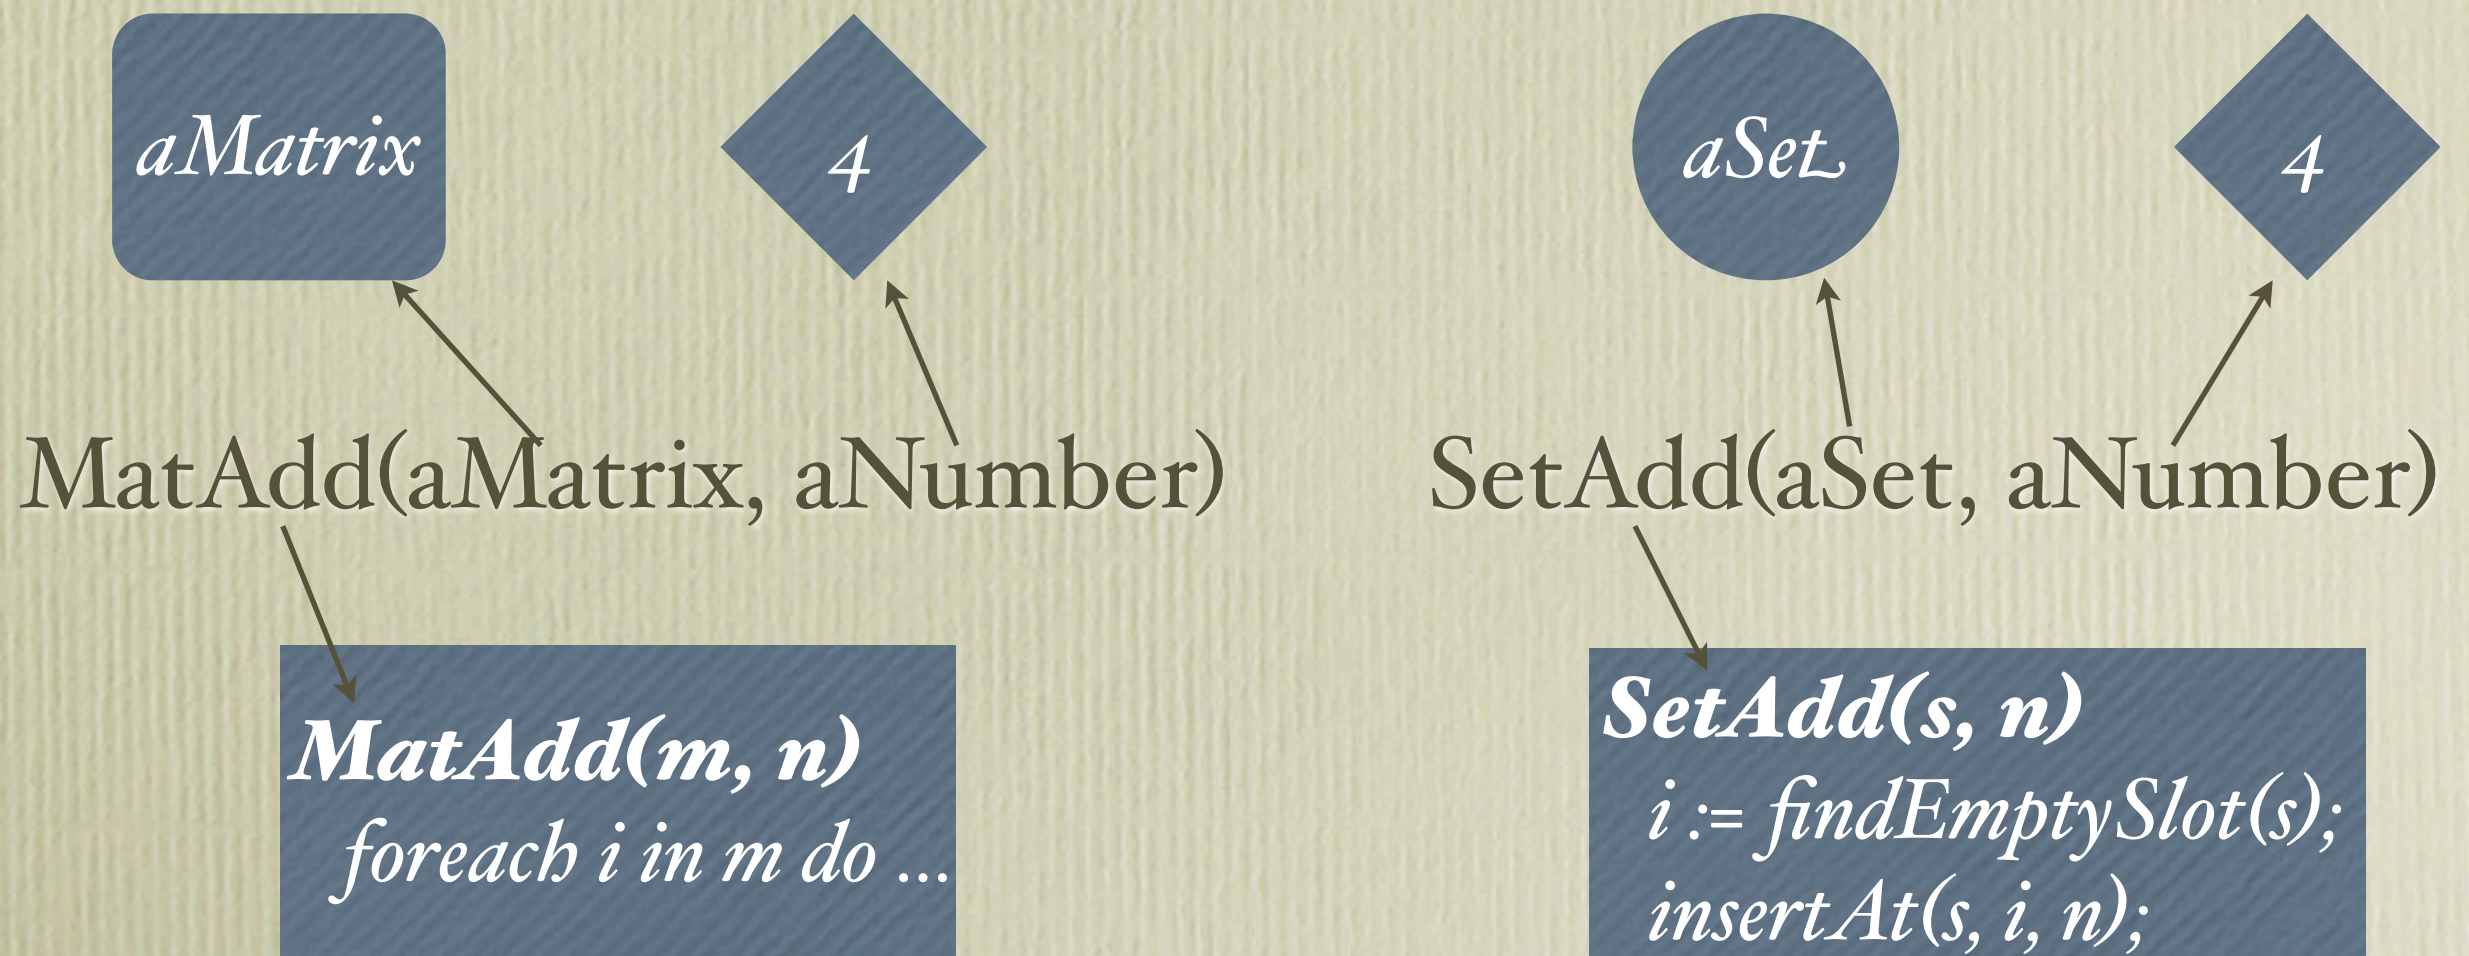 aMatrix
4
aSet
4
MatAdd(aMatrix, aNumber)
SetAdd(aSet, aNumber)
MatAdd(m, n)
foreach i in m do ...
SetAdd(s, n)
i := findEmptySlot(s);
insertAt(s, i, n);